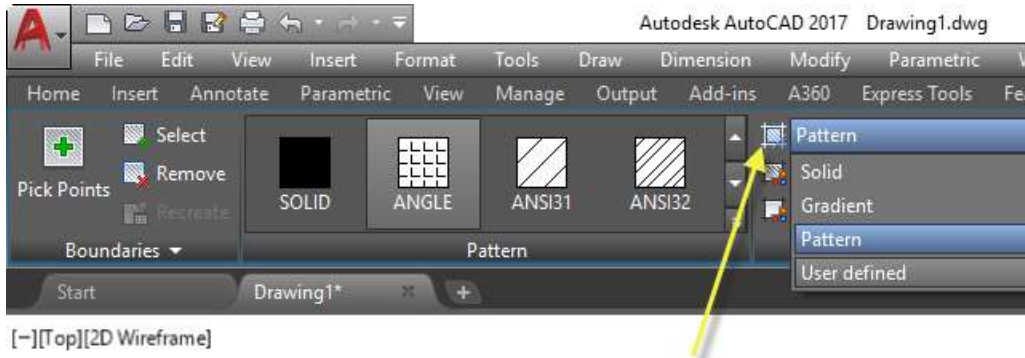 Autodesk AutoCAD 2017 Drawing1.dwg
File Edit View Insert Format Tools Draw Dimension Modify Parametric
Home Insert Annotate Parametric View Manage Output Add-ins A360 Express Tools
Pick Points
Select
Remove
Recreate
Boundaries
SOLID ANGLE ANSI31 ANSI32
Pattern
Pattern
Solid
Gradient
Pattern
User defined
Start Drawing1*
[−][Top][2D Wireframe]